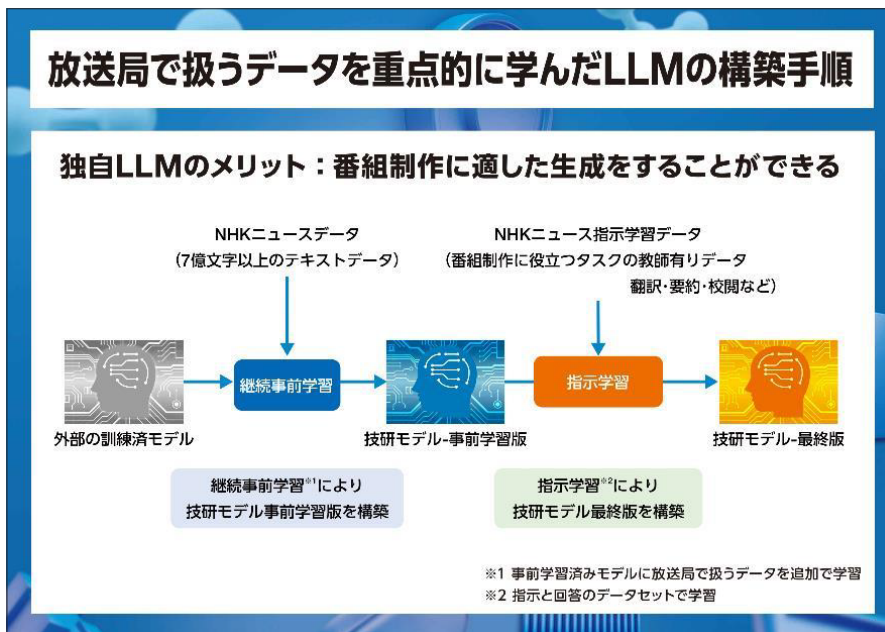 放送局で扱うデータを重点的に学んだLLMの構築手順
独自LLMのメリット：番組制作に適した生成をすることができる
NHKニュースデータ
（7億文字以上のテキストデータ）
NHKニュース指示学習データ
（番組制作に役立つタスクの教師有りデータ
翻訳・要約・校閲など）
継続事前学習
指示学習
外部の訓練済モデル
技研モデル-事前学習版
技研モデル-最終版
継続事前学習※1により
技研モデル事前学習版を構築
指示学習※2により
技研モデル最終版を構築
※1 事前学習済みモデルに放送局で扱うデータを追加で学習
※2 指示と回答のデータセットで学習